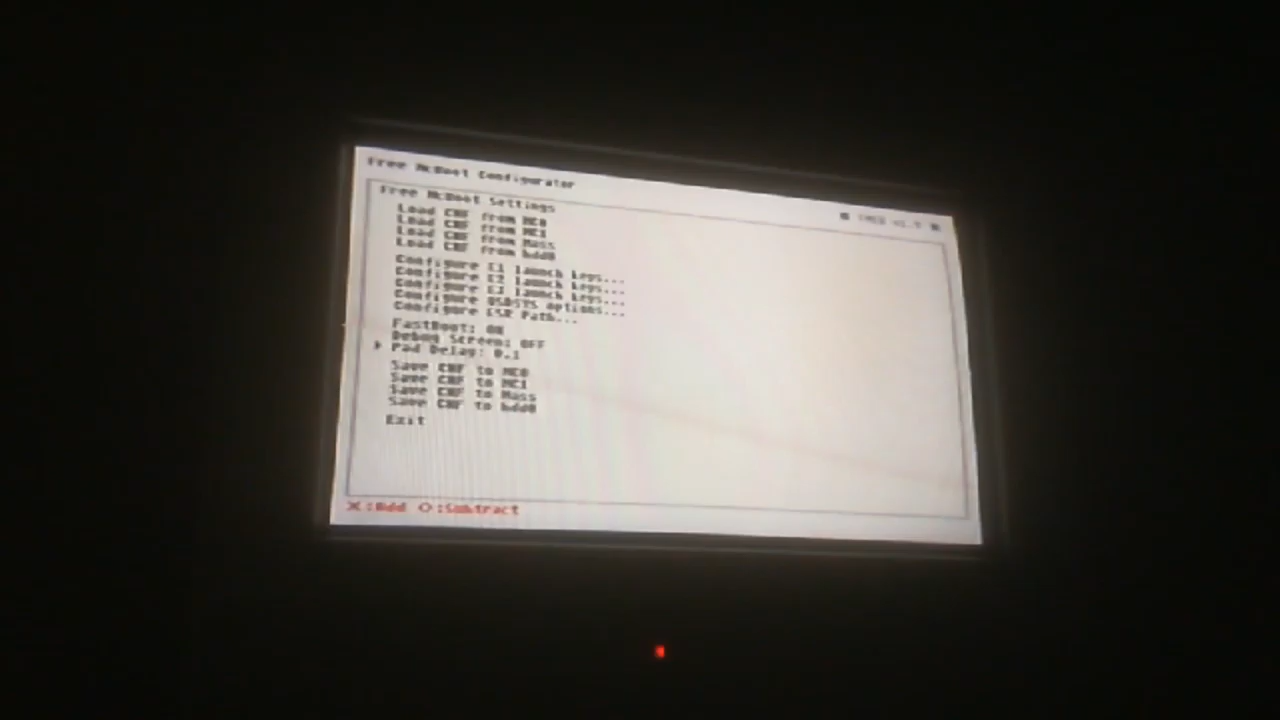 Free McBoot Configurator
Free McBoot Settings
Load CNF from MC0
Load CNF from MC1
Load CNF from Mass
Load CNF from hdd0
Configure E1 launch keys...
Configure E2 launch keys...
Configure E3 launch keys...
Configure OSDSYS options...
Configure ESR Path...
FastBoot: ON
Debug Screen: OFF
Pad Delay: 0.1
Save CNF to MC0
Save CNF to MC1
Save CNF to Mass
Save CNF to hdd0
Exit
X:Add O:Subtract